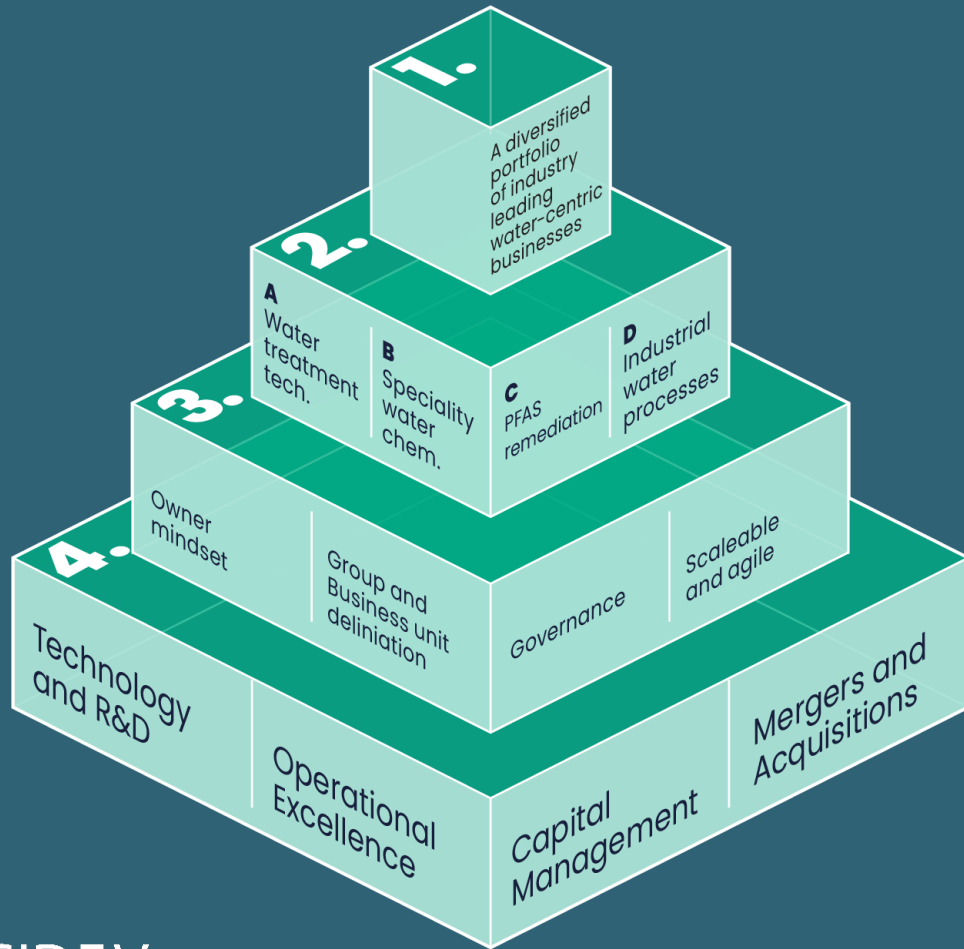 1.
A diversified
portfolio
of industry
leading
water-centric
businesses
2.
A
Water
treatment
tech.
B
Speciality
water
chem.
C
PFAS
remediation
D
Industrial
water
processes
3.
Owner
mindset
Group and
Business unit
deliniation
Governance
Scaleable
and agile
4.
Technology
and R&D
Operational
Excellence
Capital
Management
Mergers and
Acquisitions